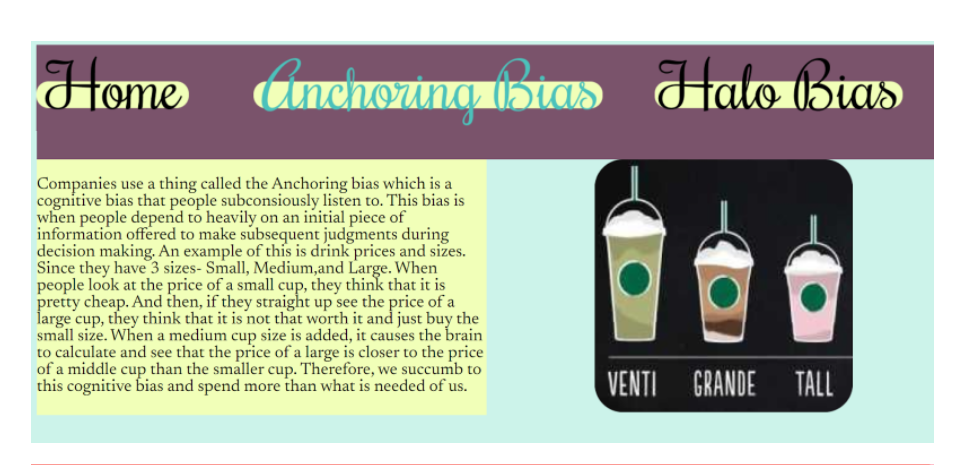 Home Anchoring Bias Halo Bias
Companies use a thing called the Anchoring bias which is a
cognitive bias that people subconsiously listen to. This bias is
when people depend to heavily on an initial piece of
information offered to make subsequent judgments during
decision making. An example of this is drink prices and sizes.
Since they have 3 sizes- Small, Medium,and Large. When
people look at the price of a small cup, they think that it is
pretty cheap. And then, if they straight up see the price of a
large cup, they think that it is not that worth it and just buy the
small size. When a medium cup size is added, it causes the brain
to calculate and see that the price of a large is closer to the price
of a middle cup than the smaller cup. Therefore, we succumb to
this cognitive bias and spend more than what is needed of us.
VENTI GRANDE TALL